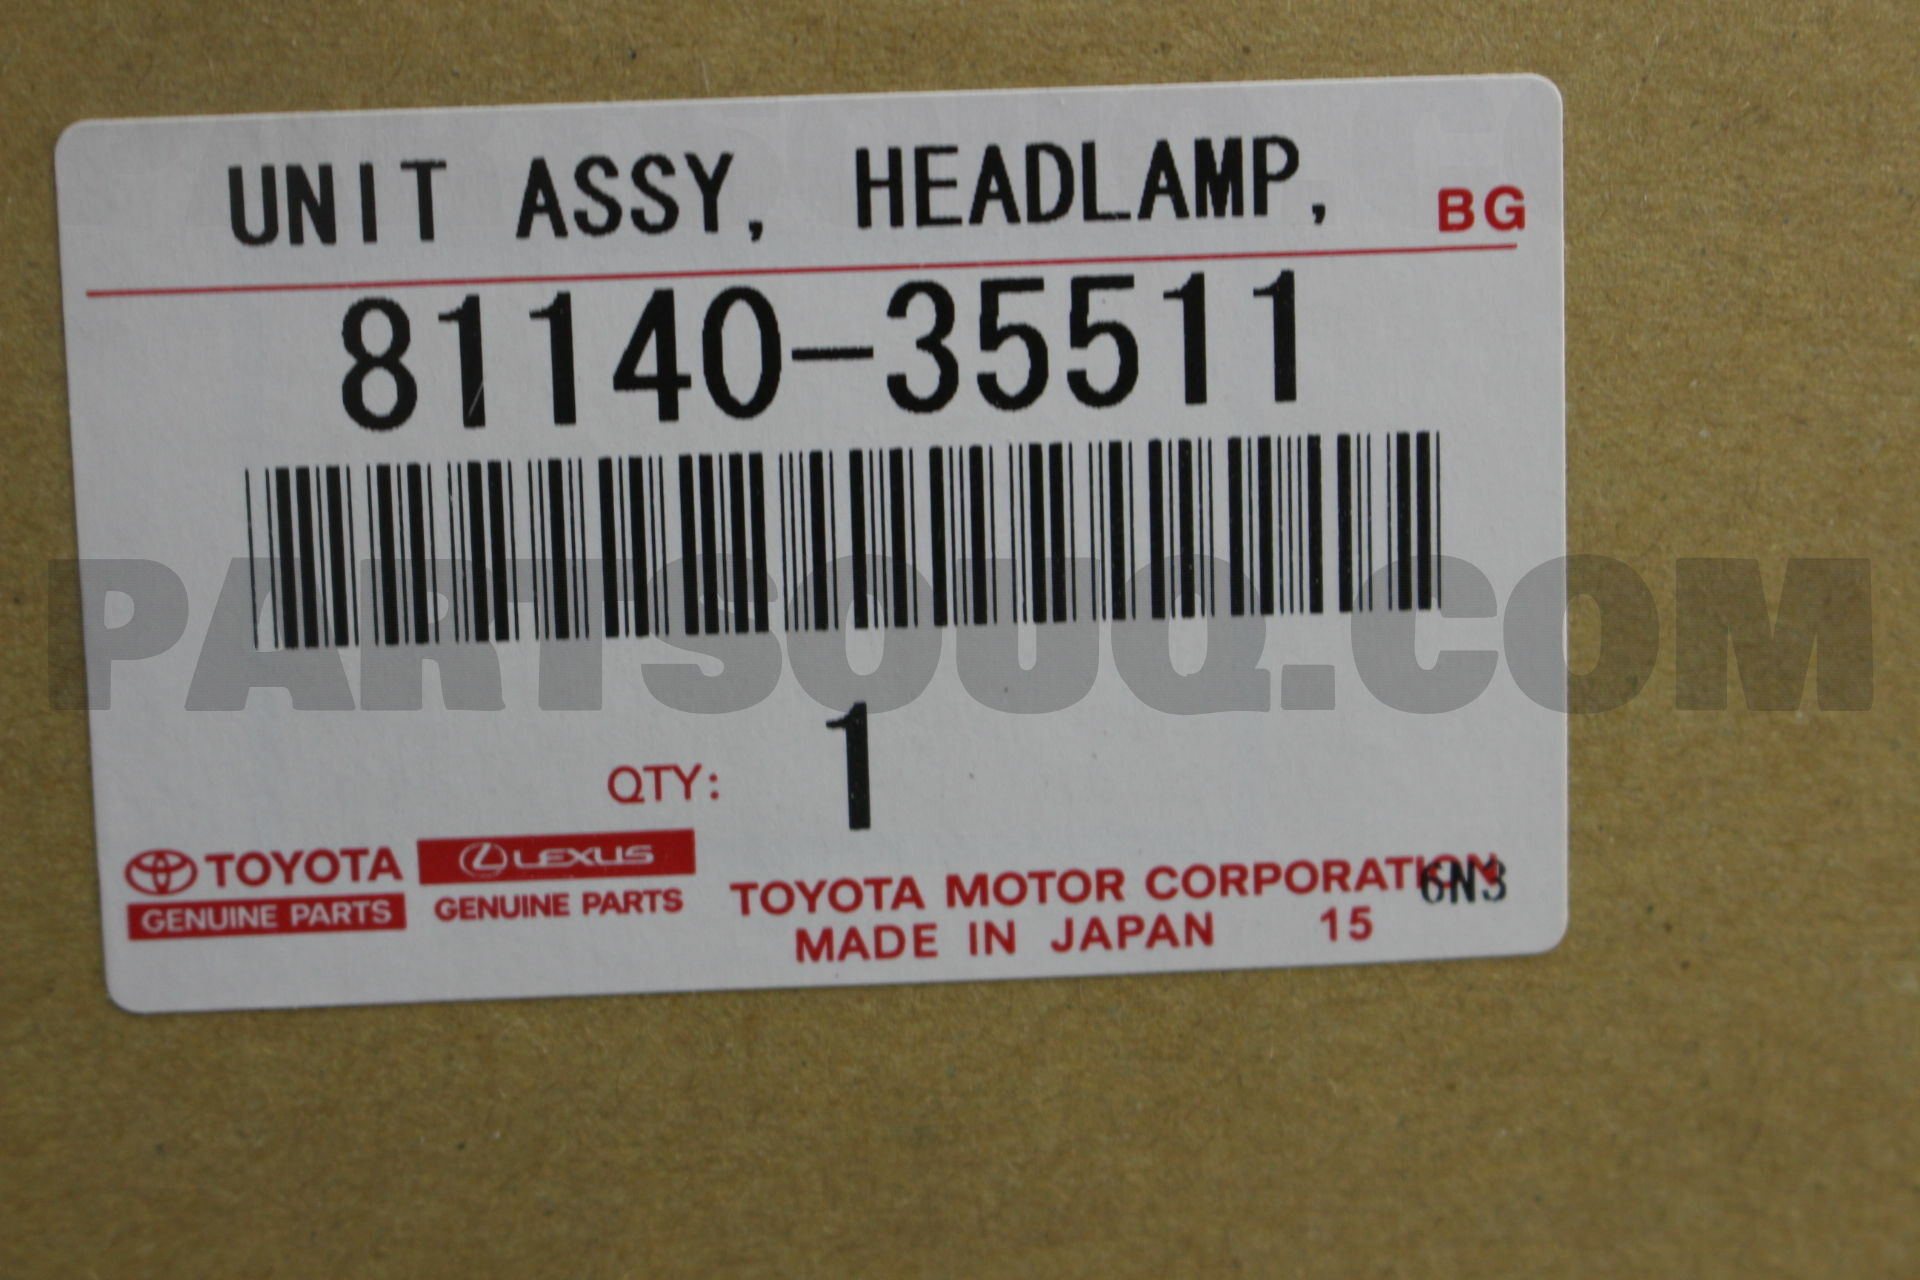 UNIT ASSY, HEADLAMP,
BG
81140-35511
PARTSOUQ.COM
QTY: 1
TOYOTA
GENUINE PARTS
LEXUS
GENUINE PARTS
TOYOTA MOTOR CORPORATION
6N3
MADE IN JAPAN 15